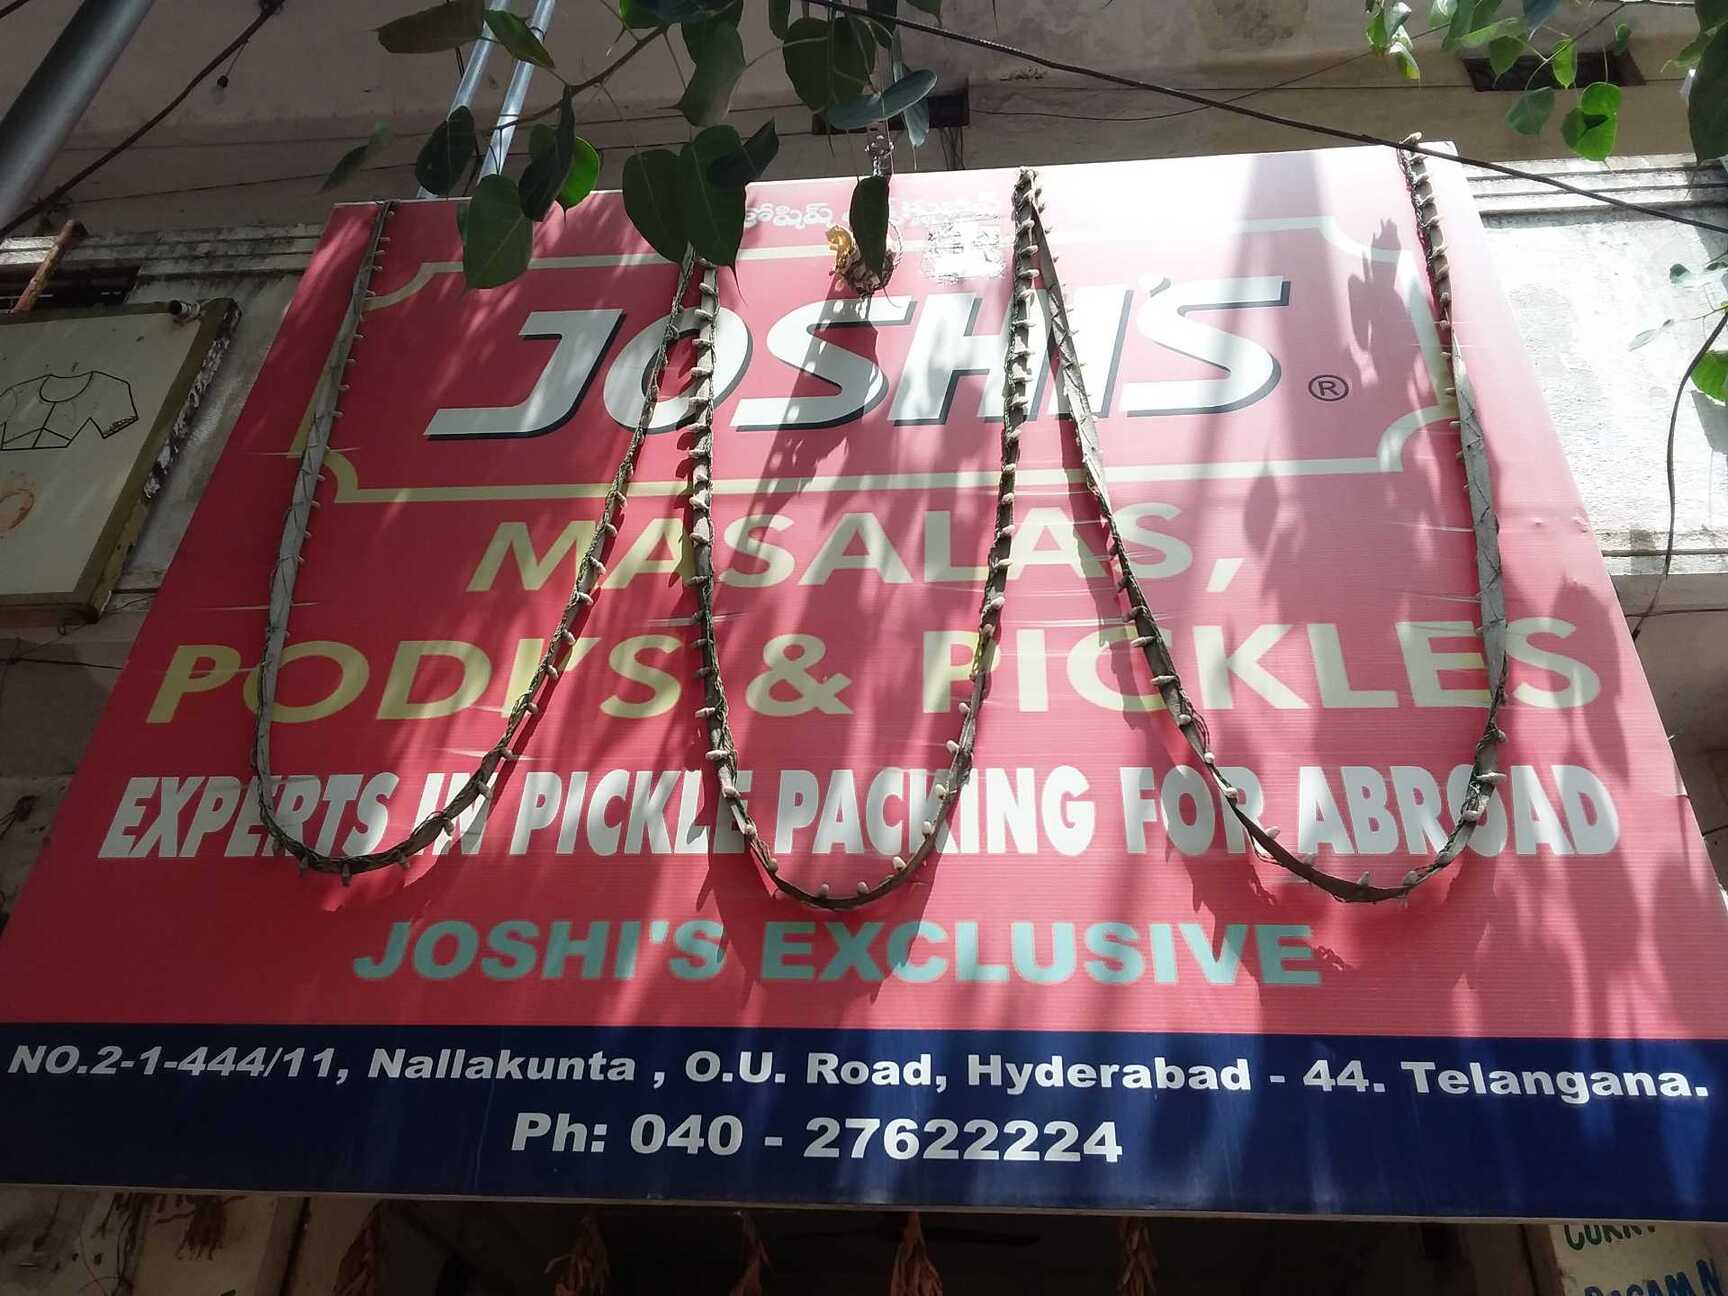 JOSHI'S ®
MASALAS,
PODI'S & PICKLES
EXPERTS IN PICKLE PACKING FOR ABROAD
JOSHI'S EXCLUSIVE
NO.2-1-444/11, Nallakunta , O.U. Road, Hyderabad - 44. Telangana.
Ph: 040 - 27622224